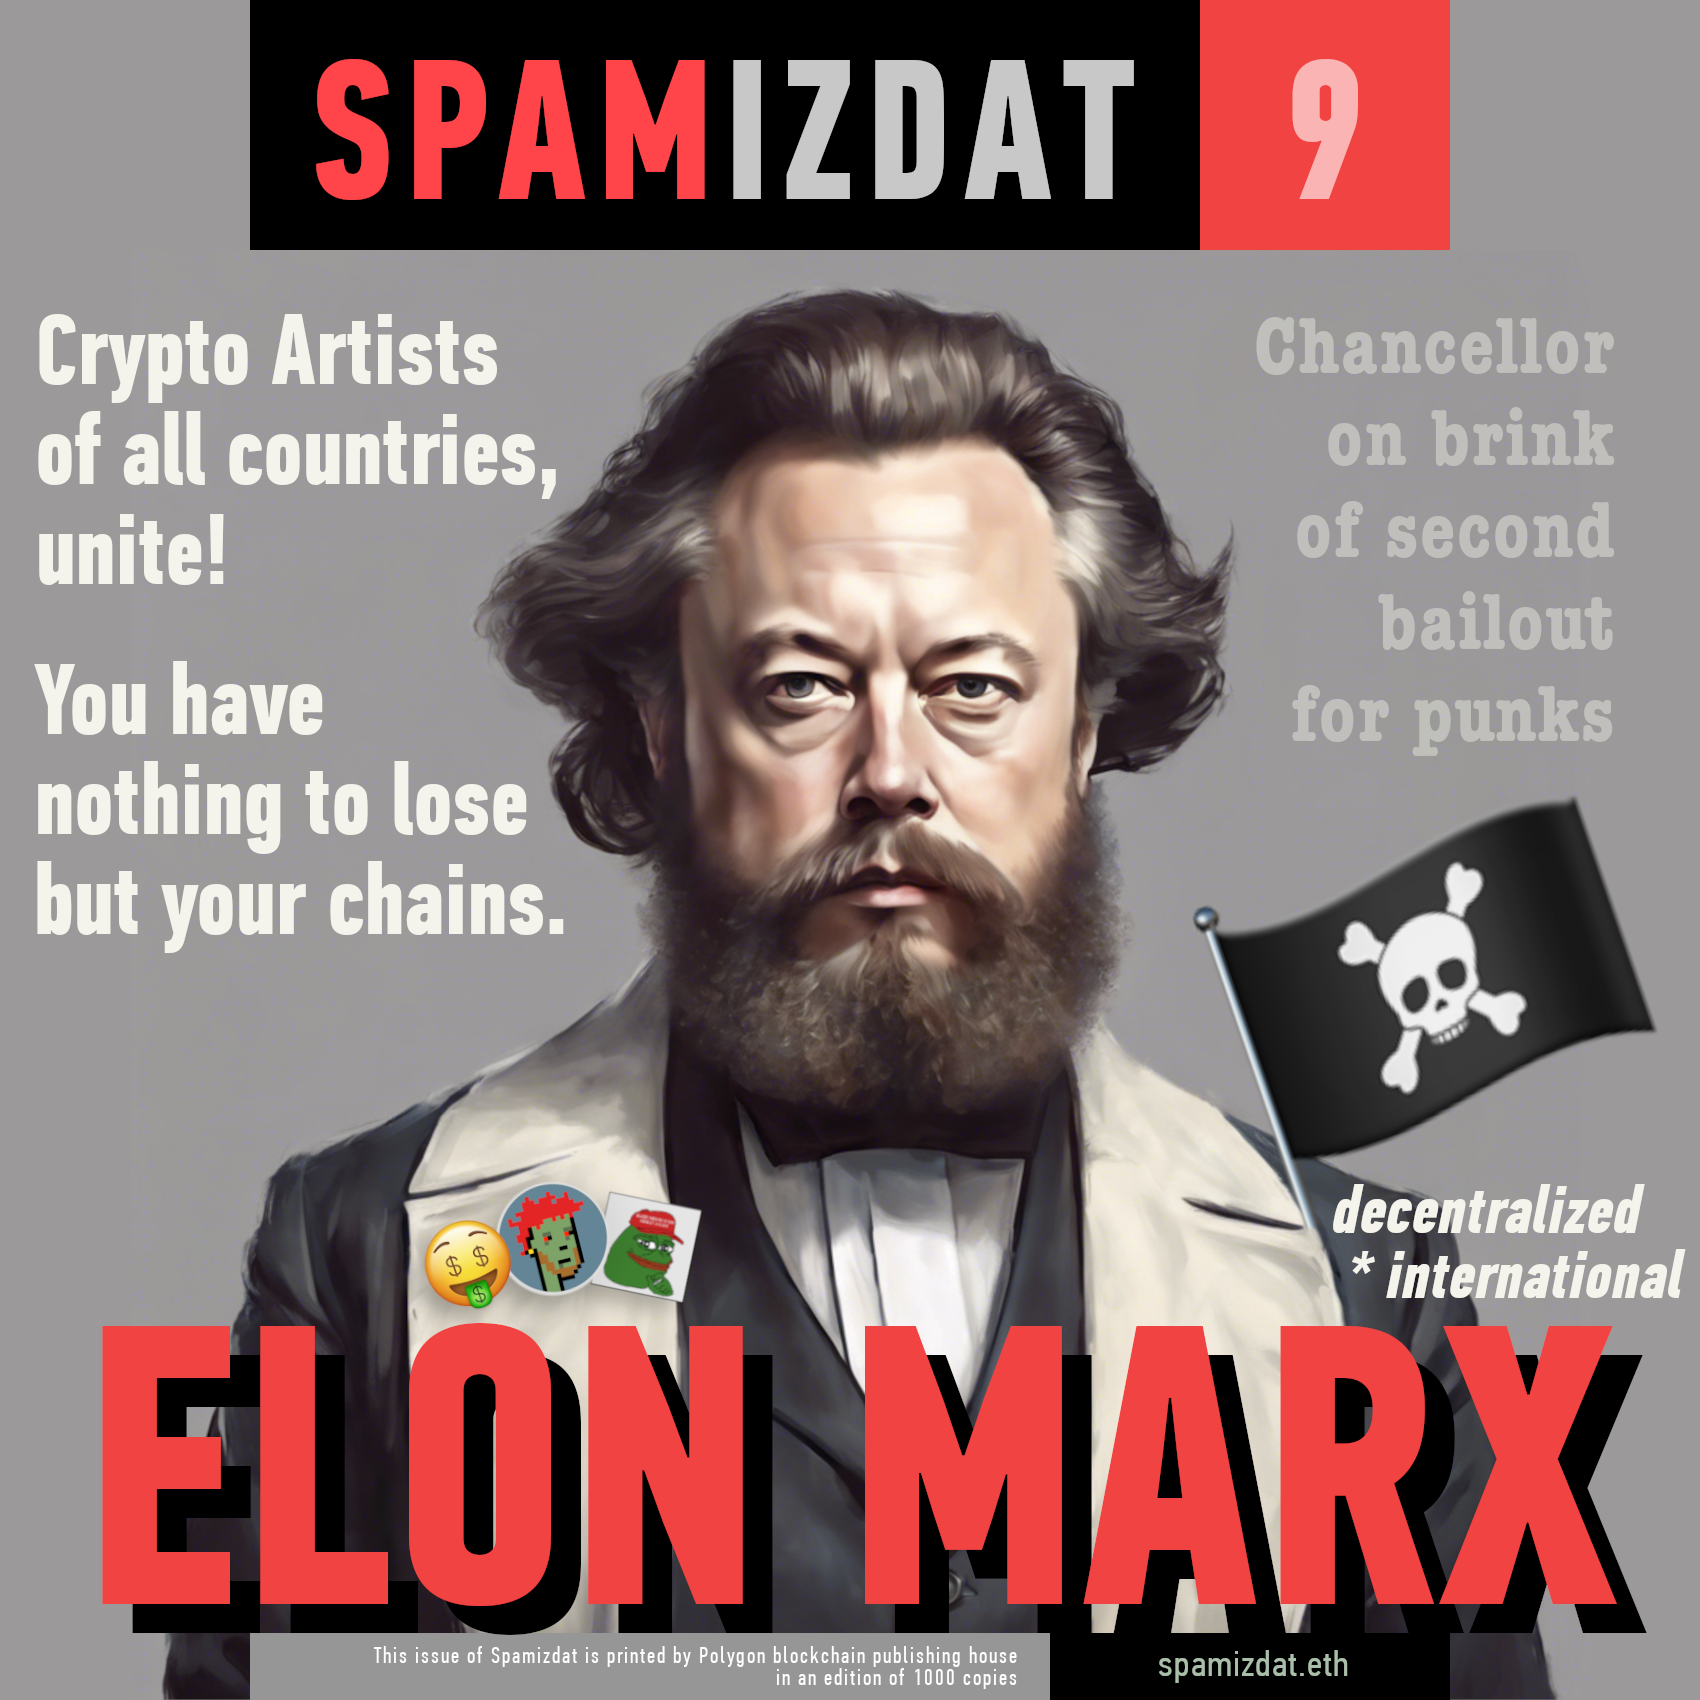 SPAMIZDAT 9
Crypto Artists
of all countries,
unite!
You have
nothing to lose
but your chains.
Chancellor
on brink
of second
bailout
for punks
decentralized
* international
ELON MARX
This issue of Spamizdat is printed by Polygon blockchain publishing house
in an edition of 1000 copies
spamizdat.eth